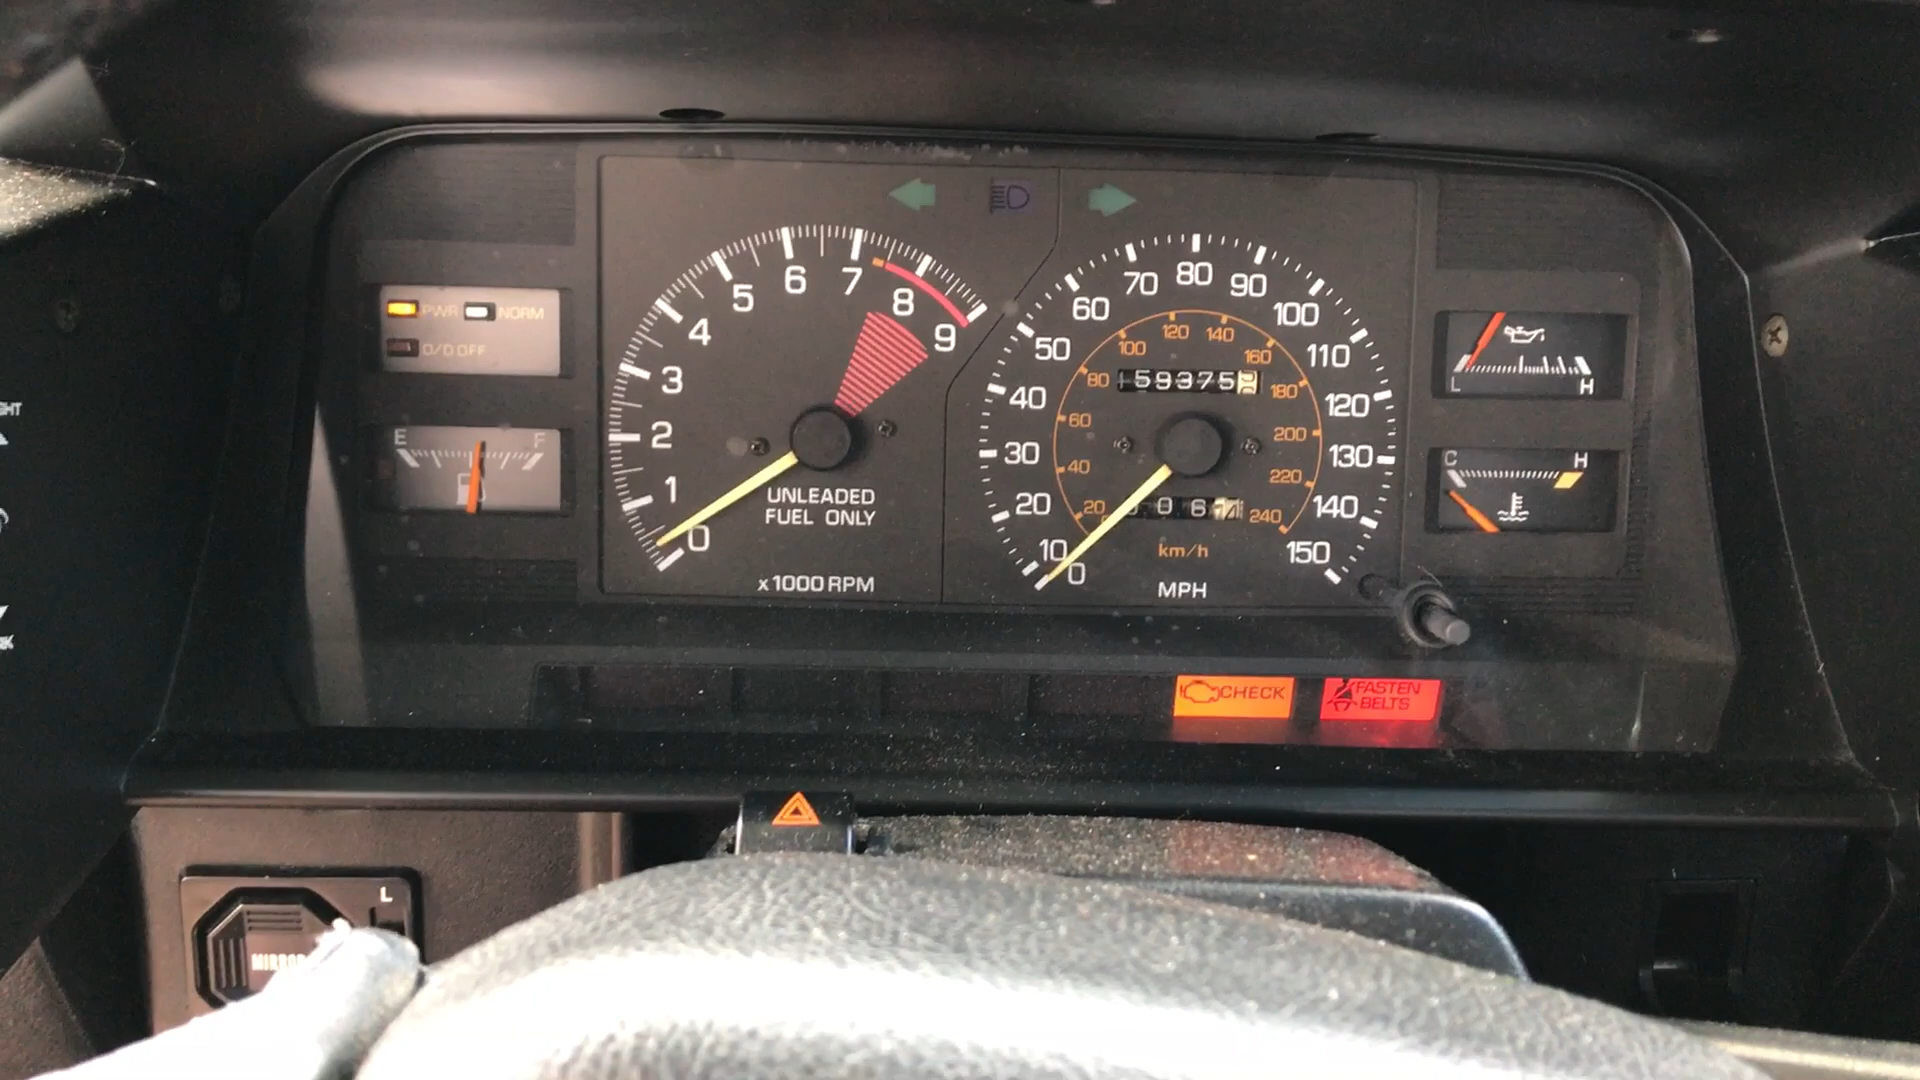 PWR NORM
O/D OFF
E F
0
1
2
3
4
5
6
7
8
9
UNLEADED
FUEL ONLY
x1000 RPM
0
10
20
30
40
50
60
70
80
90
100
110
120
130
140
150
20
40
60
80
100
120
140
160
180
200
220
240
59375
0 6
km/h
MPH
L H
C H
CHECK
FASTEN
BELTS
L